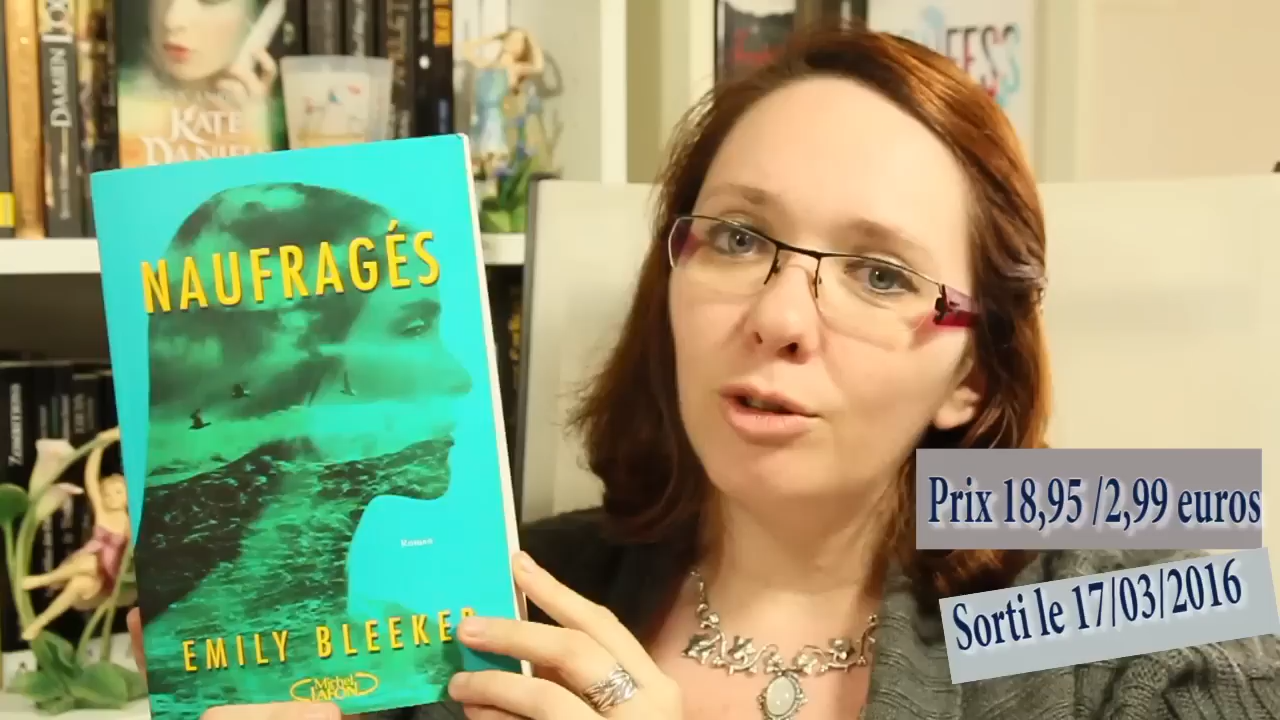 DAMIEN
KATE
DANIEL
NAUFRAGÉS
Roman
EMILY BLEEKER
Michel
LAFON
Prix 18,95 /2,99 euros
Sorti le 17/03/2016